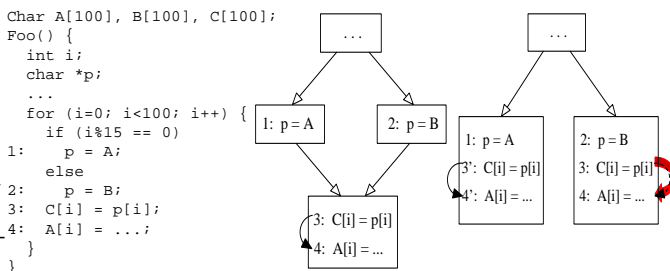 Char A[100], B[100], C[100];
Foo() {
int i;
char *p;
...
for (i=0; i<100; i++) {
if (i%15 == 0)
1: p = A;
else
2: p = B;
3: C[i] = p[i];
4: A[i] = ...;
}
}
...
1: p = A
2: p = B
3: C[i] = p[i]
4: A[i] = ...
...
1: p = A
3': C[i] = p[i]
4': A[i] = ...
2: p = B
3: C[i] = p[i]
4: A[i] = ...